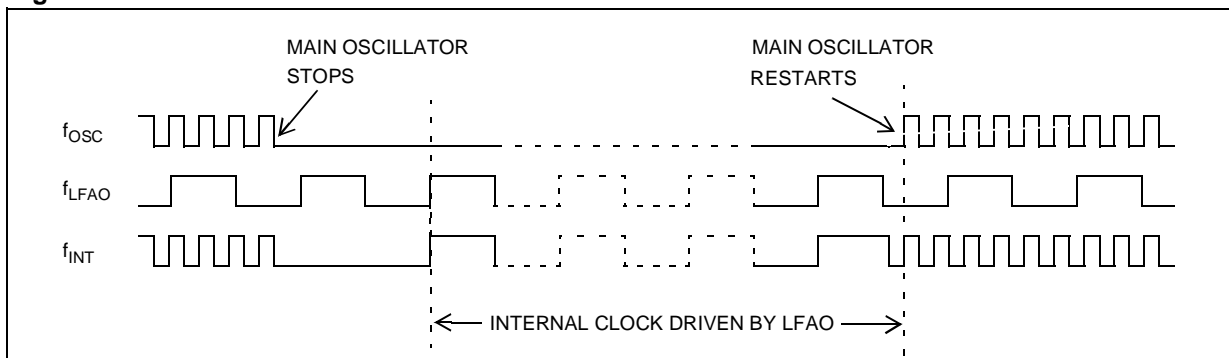 MAIN OSCILLATOR
STOPS
MAIN OSCILLATOR
RESTARTS
fOSC
fLFAO
fINT
INTERNAL CLOCK DRIVEN BY LFAO